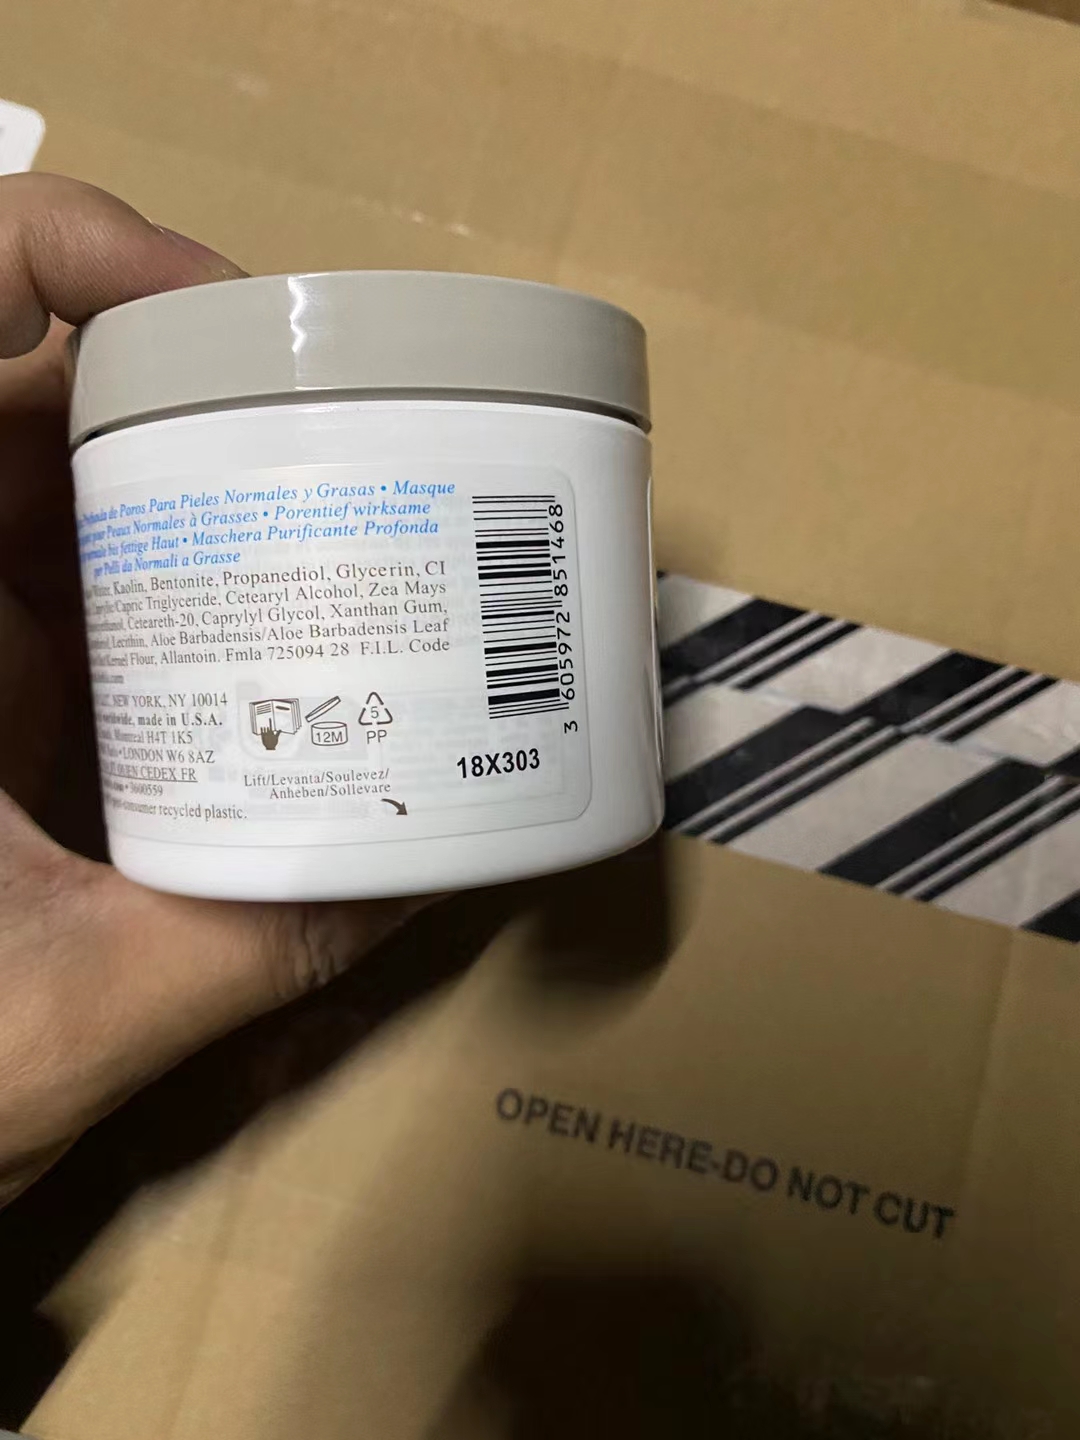 de Poros Para Pieles Normales y Grasas • Masque
pour Peaux Normales à Grasses • Porentief wirksame
bis fettige Haut • Maschera Purificante Profonda
per Pelli da Normali a Grasse
Water, Kaolin, Bentonite, Propanediol, Glycerin, CI
Caprylic/Capric Triglyceride, Cetearyl Alcohol, Zea Mays
Ceteareth-20, Caprylyl Glycol, Xanthan Gum,
Lecithin, Aloe Barbadensis/Aloe Barbadensis Leaf
Kernel Flour, Allantoin. Fmla 725094 28 F.I.L. Code
NEW YORK, NY 10014
worldwide, made in U.S.A.
Montreal H4T 1K5
• LONDON W6 8AZ
CEDEX FR
• 3600559
post-consumer recycled plastic.
12M
5
PP
Lift/Levanta/Soulevez/
Anheben/Sollevare
3 605972 851468
18X303
OPEN HERE-DO NOT CUT